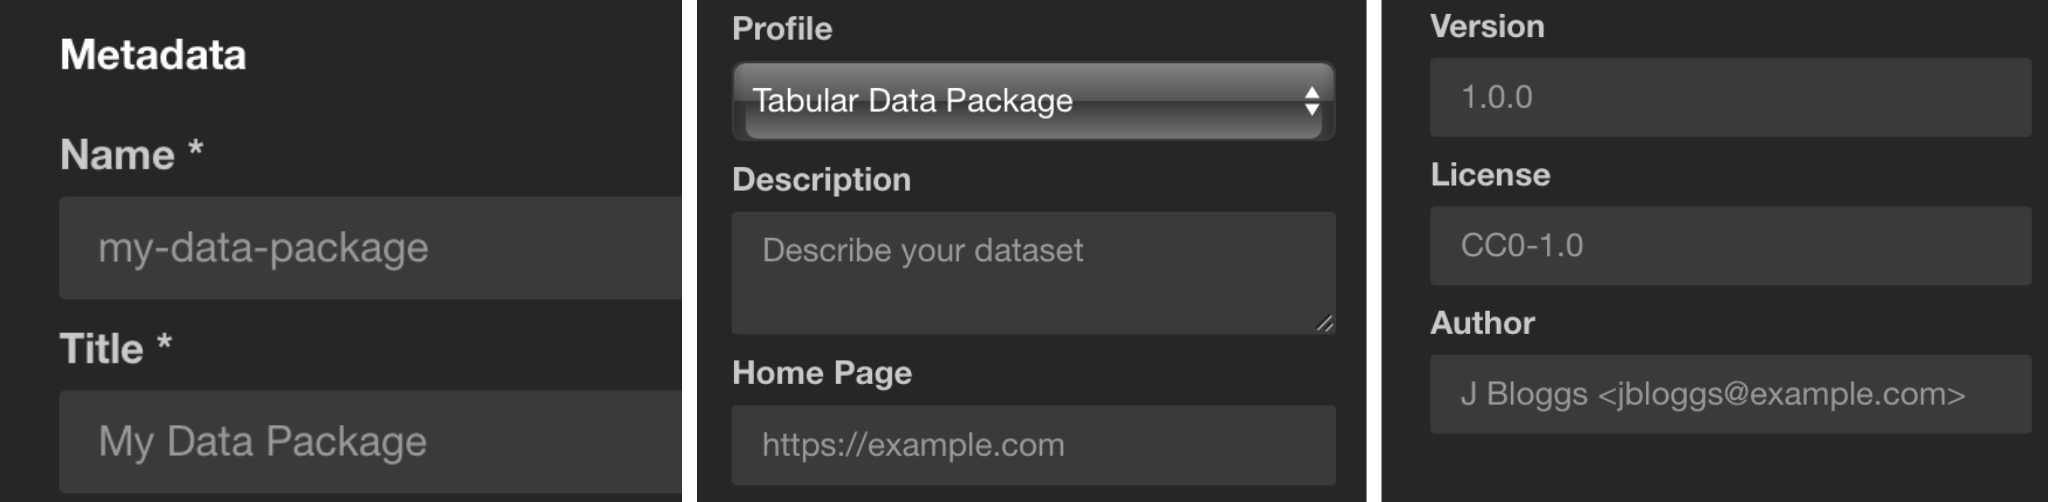 Metadata
Name *
my-data-package
Title *
My Data Package
Profile
Tabular Data Package
Description
Describe your dataset
Home Page
https://example.com
Version
1.0.0
License
CC0-1.0
Author
J Bloggs <jbloggs@example.com>